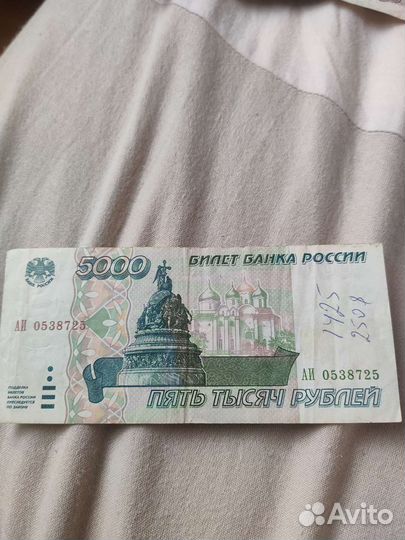 5000 БИЛЕТ БАНКА РОССИИ
БАНК РОССИИ
АИ 0538725
1425
2508
АИ 0538725
ПОДДЕЛКА
БИЛЕТОВ
БАНКА РОССИИ
ПРЕСЛЕДУЕТСЯ
ПО ЗАКОНУ
ПЯТЬ ТЫСЯЧ РУБЛЕЙ
Avito